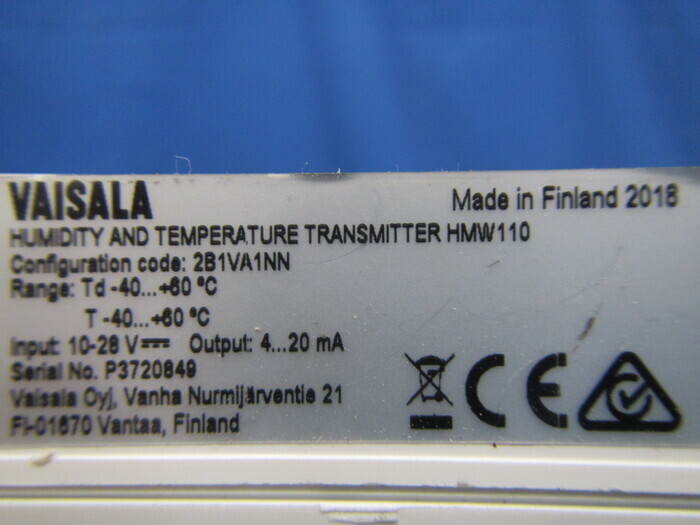 VAISALA
Made in Finland 2018
HUMIDITY AND TEMPERATURE TRANSMITTER HMW110
Configuration code: 2B1VA1NN
Range: Td -40...+60 °C
T -40...+60 °C
Input: 10-28 V Output: 4...20 mA
Serial No. P3720849
Vaisala Oyj, Vanha Nurmijärventie 21
FI-01670 Vantaa, Finland
CE